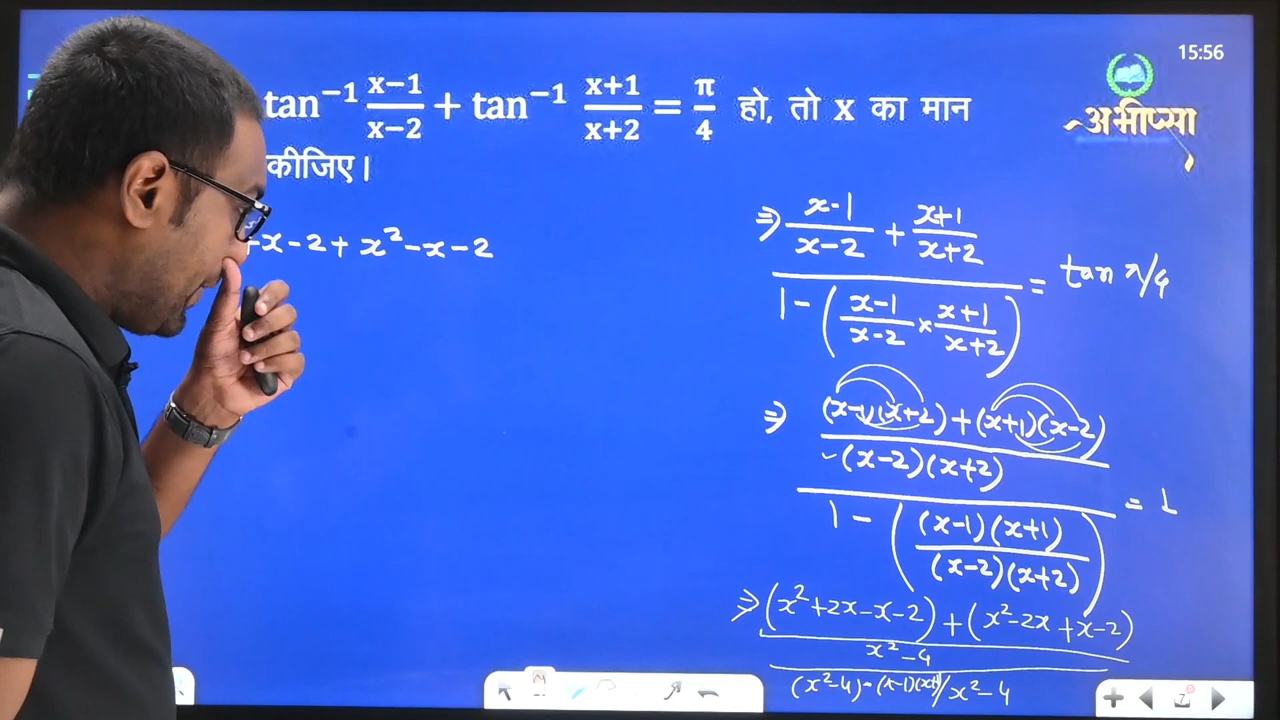 15:56
tan⁻¹ x−1/x−2 + tan⁻¹ x+1/x+2 = π/4 हो, तो x का मान
अभीप्सा
कीजिए।
+x-2+x²-x-2
⇒ x-1/x-2 + x+1/x+2
= tan π/4
1-(x-1/x-2 × x+1/x+2)
⇒ (x-1)(x+2)+(x+1)(x-2)
(x-2)(x+2)
= 1
1-((x-1)(x+1)/(x-2)(x+2))
⇒ (x²+2x-x-2)+(x²-2x+x-2)
x²-4
(x²-4)-(x-1)(x+1)/x²-4
7